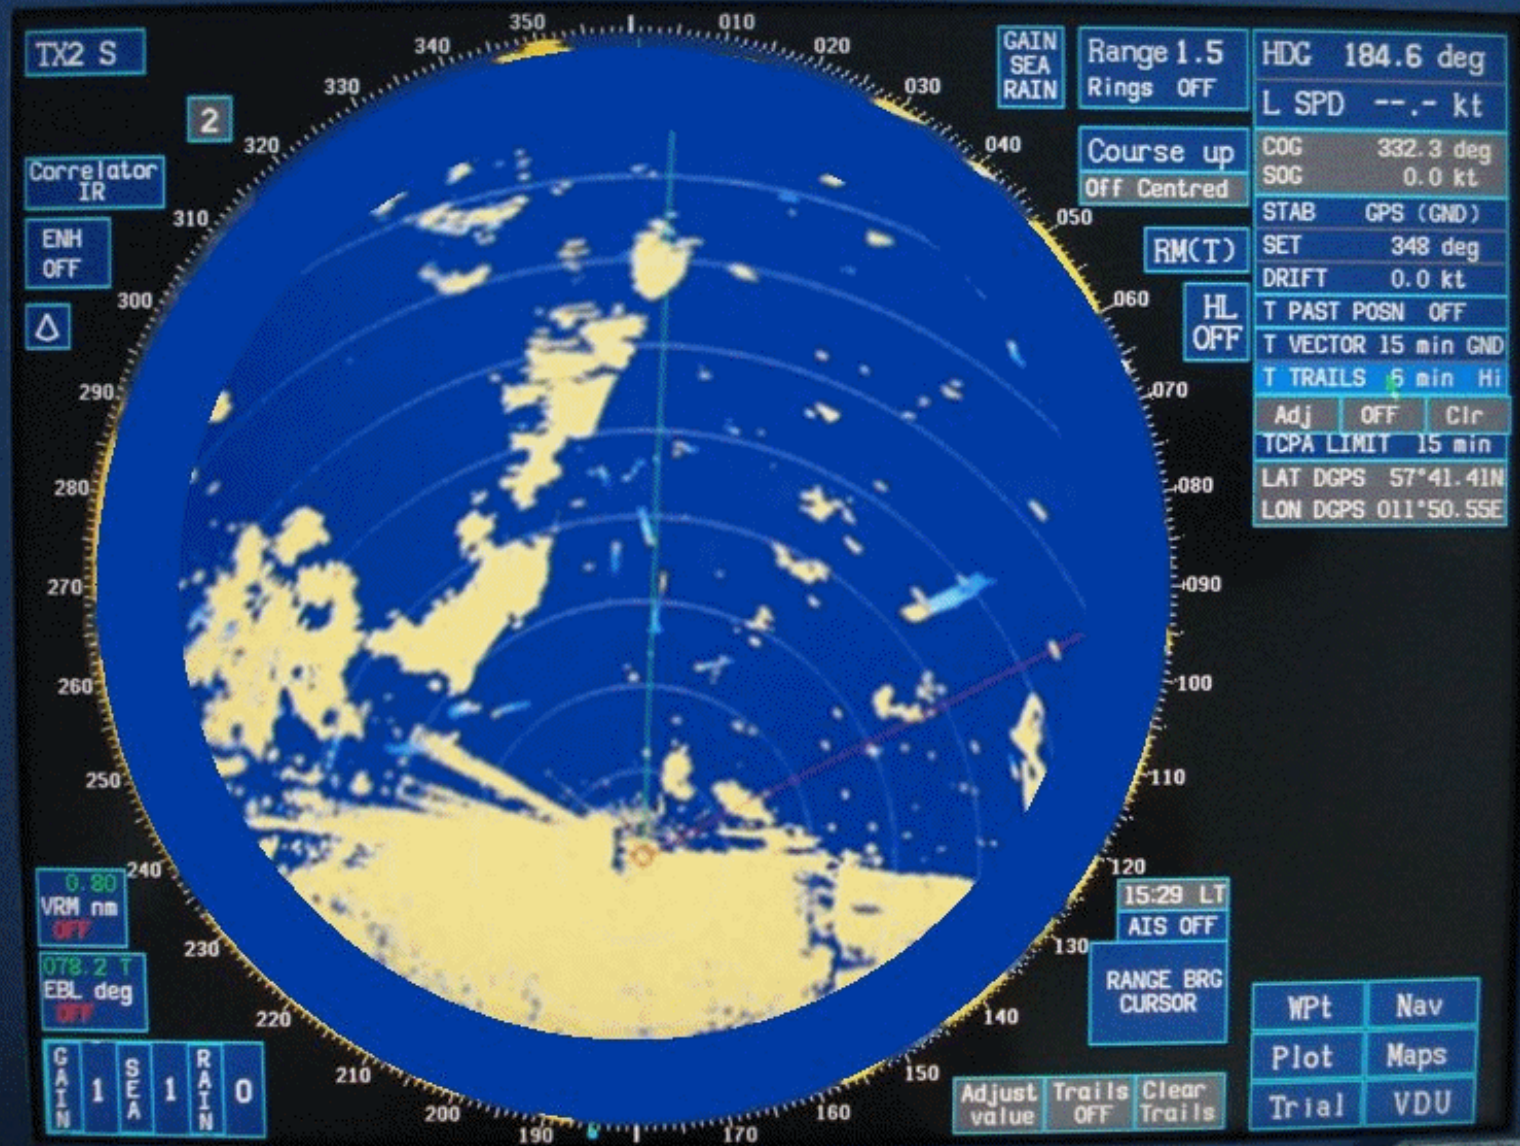 TX2 S
2
Correlator
IR
ENH
OFF
350
010
340
020
330
030
320
040
310
050
300
060
290
070
280
080
270
090
260
100
250
110
240
120
230
130
220
140
210
150
200
160
190
170
GAIN
SEA
RAIN
Range 1.5
Rings OFF
Course up
Off Centred
RM(T)
HL
OFF
HDG 184.6 deg
L SPD --.- kt
COG 332.3 deg
SOG 0.0 kt
STAB GPS (GND)
SET 348 deg
DRIFT 0.0 kt
T PAST POSN OFF
T VECTOR 15 min GND
T TRAILS 6 min Hi
Adj OFF Clr
TCPA LIMIT 15 min
LAT DGPS 57°41.41N
LON DGPS 011°50.55E
0.80
VRM nm
OFF
078.2 T
EBL deg
OFF
GAIN 1 SEA 1 RAIN 0
15:29 LT
AIS OFF
RANGE BRG
CURSOR
Adjust value
Trails OFF
Clear Trails
WPt Nav
Plot Maps
Trial VDU